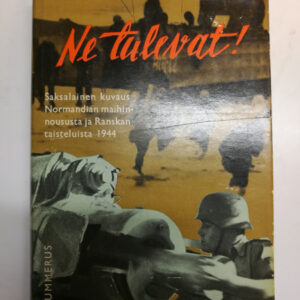 Ne tulevat!
Saksalainen kuvaus
Normandian maihin-
noususta ja Ranskan
taisteluista 1944
UMMERUS